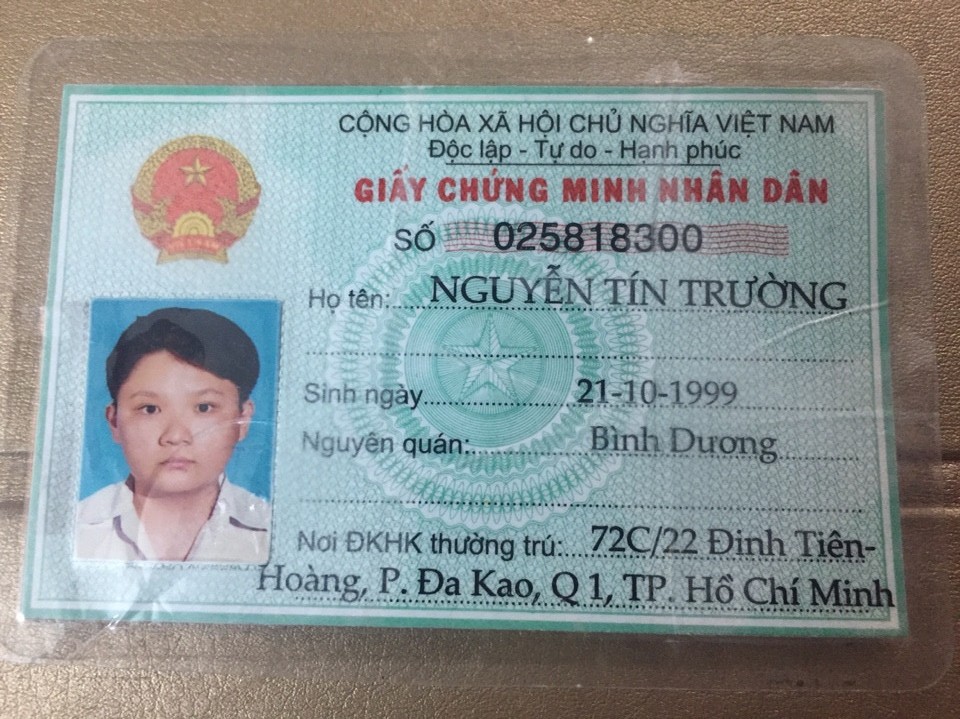 CỘNG HÒA XÃ HỘI CHỦ NGHĨA VIỆT NAM
Độc lập - Tự do - Hạnh phúc
GIẤY CHỨNG MINH NHÂN DÂN
SỐ 025818300
Họ tên: NGUYỄN TÍN TRƯỜNG
Sinh ngày 21-10-1999
Nguyên quán: Bình Dương
Nơi ĐKHK thường trú: 72C/22 Đinh Tiên-
Hoàng, P. Đa Kao, Q 1, TP. Hồ Chí Minh